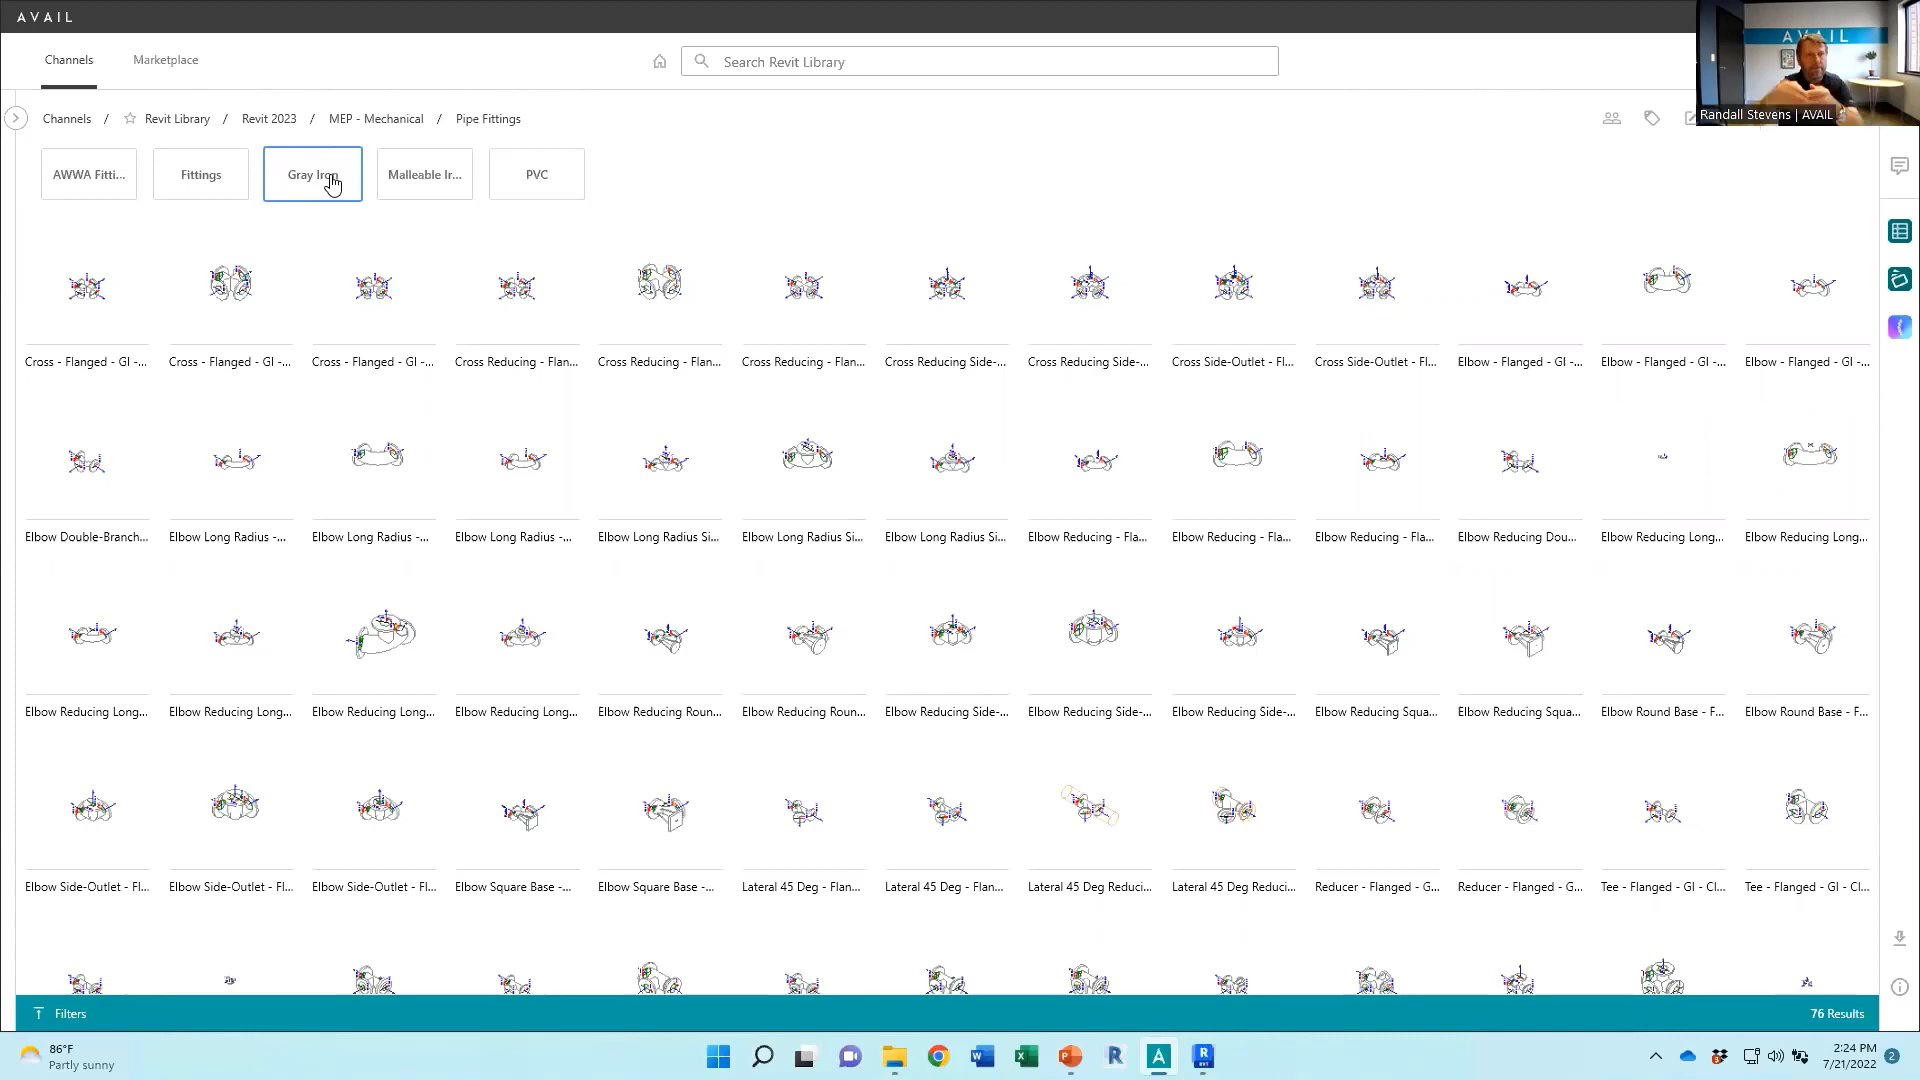 AVAIL
Channels
Marketplace
Search Revit Library
AVAIL
Randall Stevens | AVAIL
Channels / Revit Library / Revit 2023 / MEP - Mechanical / Pipe Fittings
AWWA Fitti...
Fittings
Gray Iron
Malleable Ir...
PVC
Cross - Flanged - GI -...
Cross - Flanged - GI -...
Cross - Flanged - GI -...
Cross Reducing - Flan...
Cross Reducing - Flan...
Cross Reducing - Flan...
Cross Reducing Side-...
Cross Reducing Side-...
Cross Side-Outlet - Fl...
Cross Side-Outlet - Fl...
Elbow - Flanged - GI -...
Elbow - Flanged - GI -...
Elbow - Flanged - GI -...
Elbow Double-Branch...
Elbow Long Radius -...
Elbow Long Radius -...
Elbow Long Radius -...
Elbow Long Radius Si...
Elbow Long Radius Si...
Elbow Long Radius Si...
Elbow Reducing - Fla...
Elbow Reducing - Fla...
Elbow Reducing - Fla...
Elbow Reducing Dou...
Elbow Reducing Long...
Elbow Reducing Long...
Elbow Reducing Long...
Elbow Reducing Long...
Elbow Reducing Long...
Elbow Reducing Long...
Elbow Reducing Roun...
Elbow Reducing Roun...
Elbow Reducing Side-...
Elbow Reducing Side-...
Elbow Reducing Side-...
Elbow Reducing Squa...
Elbow Reducing Squa...
Elbow Round Base - F...
Elbow Round Base - F...
Elbow Side-Outlet - Fl...
Elbow Side-Outlet - Fl...
Elbow Side-Outlet - Fl...
Elbow Square Base -...
Elbow Square Base -...
Lateral 45 Deg - Flan...
Lateral 45 Deg - Flan...
Lateral 45 Deg Reduci...
Lateral 45 Deg Reduci...
Reducer - Flanged - G...
Reducer - Flanged - G...
Tee - Flanged - GI - Cl...
Tee - Flanged - GI - Cl...
Filters
76 Results
86°F
Partly sunny
2:24 PM
7/21/2022
2